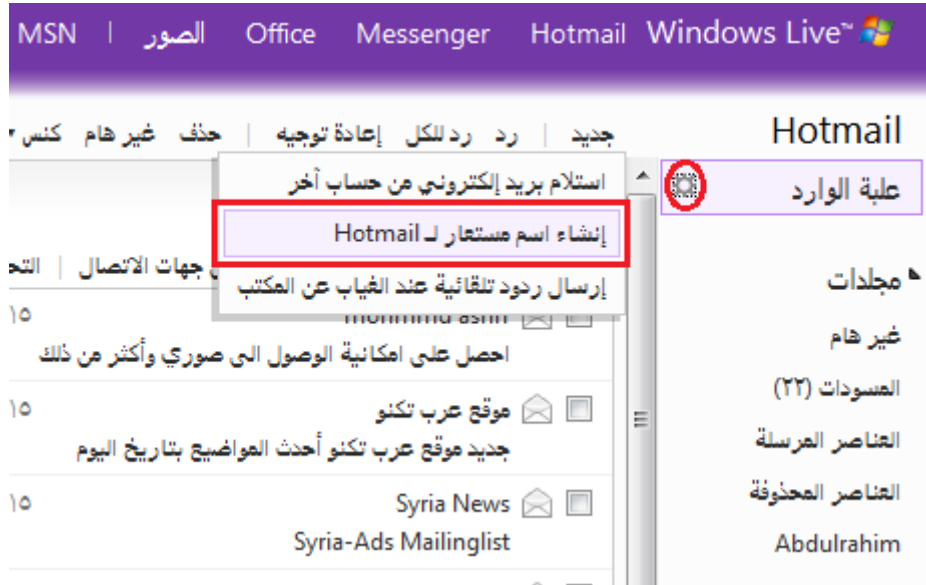 Windows Live™ Hotmail Messenger Office الصور | MSN
Hotmail
علبة الوارد
مجلدات
غير هام
المسودات (٢٢)
العناصر المرسلة
العناصر المحذوفة
Abdulrahim
جديد | رد رد للكل إعادة توجيه | حذف غير هام كنس
استلام بريد إلكتروني من حساب آخر
إنشاء اسم مستعار لـ Hotmail
إرسال ردود تلقائية عند الغياب عن المكتب
جهات الاتصال |
احصل على امكانية الوصول الى صوري وأكثر من ذلك
١٥
موقع عرب تكنو
١٥
جديد موقع عرب تكنو أحدث المواضيع بتاريخ اليوم
Syria News
١٥
Syria-Ads Mailinglist